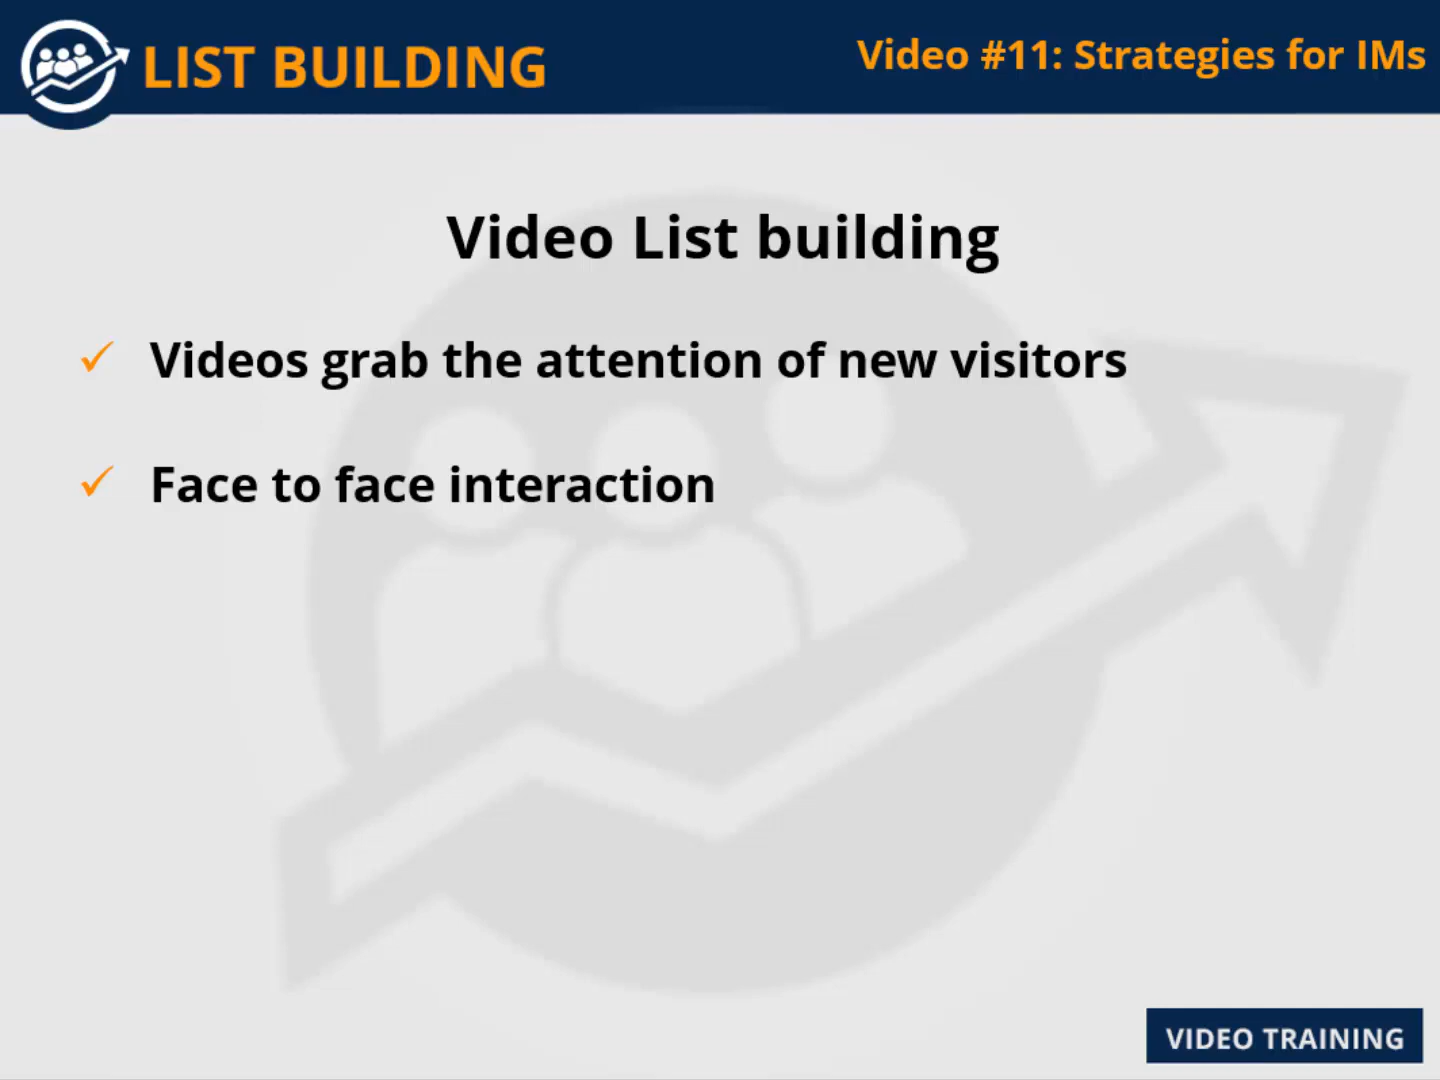 LIST BUILDING
Video #11: Strategies for IMs
Video List building
Videos grab the attention of new visitors
Face to face interaction
VIDEO TRAINING